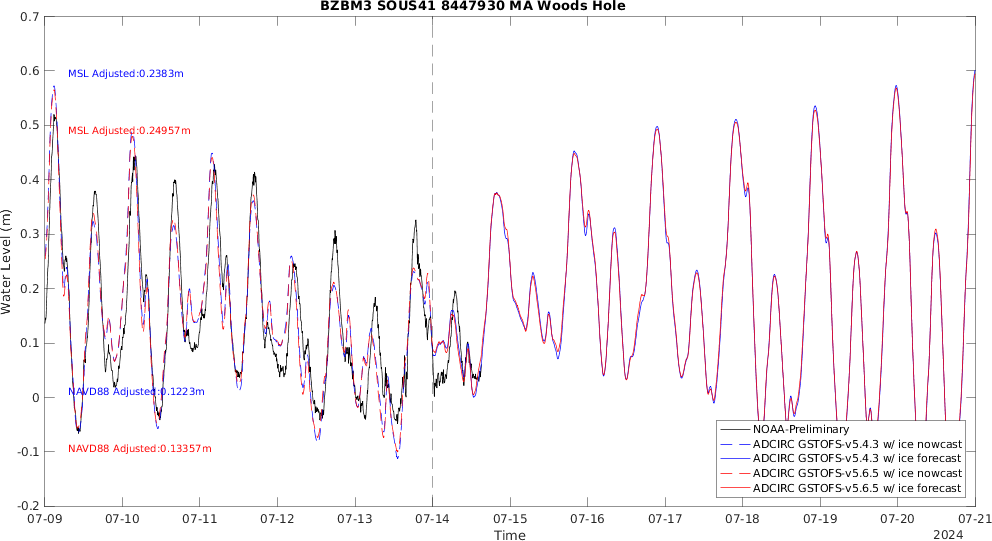 BZBM3 SOUS41 8447930 MA Woods Hole
0.7
0.6
0.5
0.4
0.3
0.2
0.1
0
-0.1
-0.2
Water Level (m)
MSL Adjusted:0.2383m
MSL Adjusted:0.24957m
NAVD88 Adjusted:0.1223m
NAVD88 Adjusted:0.13357m
NOAA-Preliminary
ADCIRC GSTOFS-v5.4.3 w/ ice nowcast
ADCIRC GSTOFS-v5.4.3 w/ ice forecast
ADCIRC GSTOFS-v5.6.5 w/ ice nowcast
ADCIRC GSTOFS-v5.6.5 w/ ice forecast
07-09 07-10 07-11 07-12 07-13 07-14 07-15 07-16 07-17 07-18 07-19 07-20 07-21
Time
2024